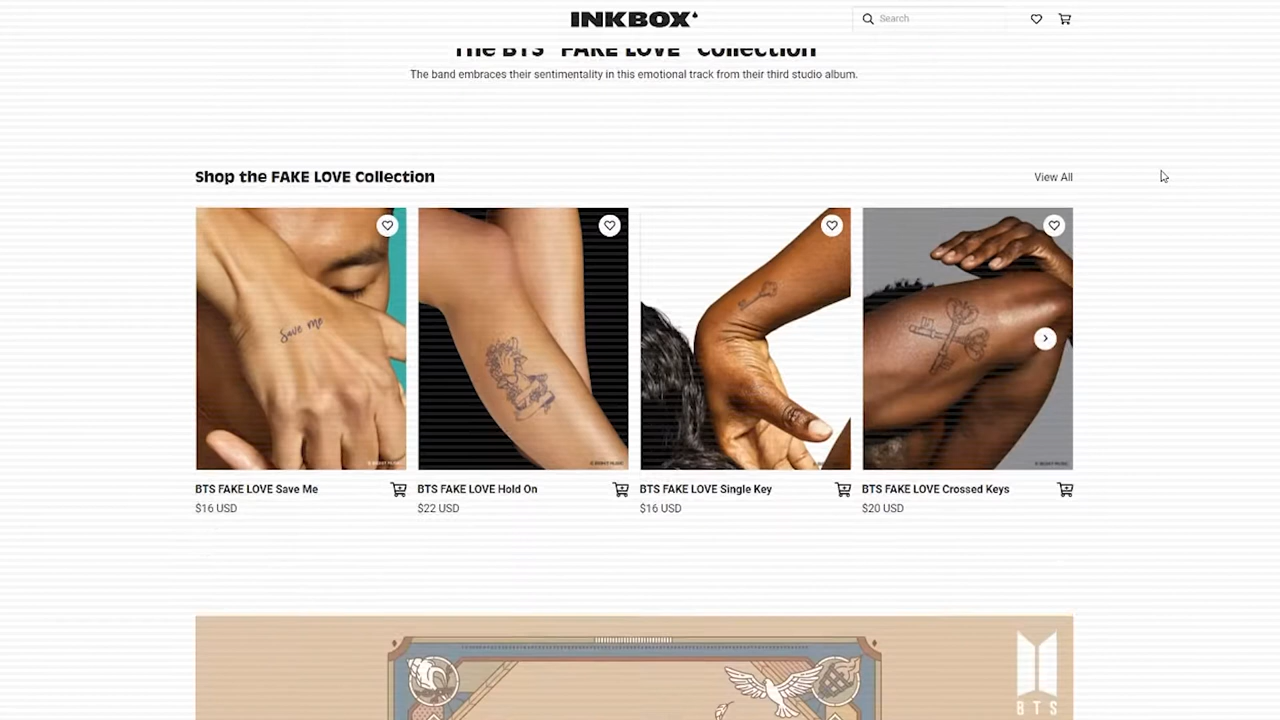 INKBOX
Search
The BTS "FAKE LOVE" Collection
The band embraces their sentimentality in this emotional track from their third studio album.
Shop the FAKE LOVE Collection
View All
Save me
BTS FAKE LOVE Save Me
$16 USD
BTS FAKE LOVE Hold On
$22 USD
BTS FAKE LOVE Single Key
$16 USD
BTS FAKE LOVE Crossed Keys
$20 USD
BTS